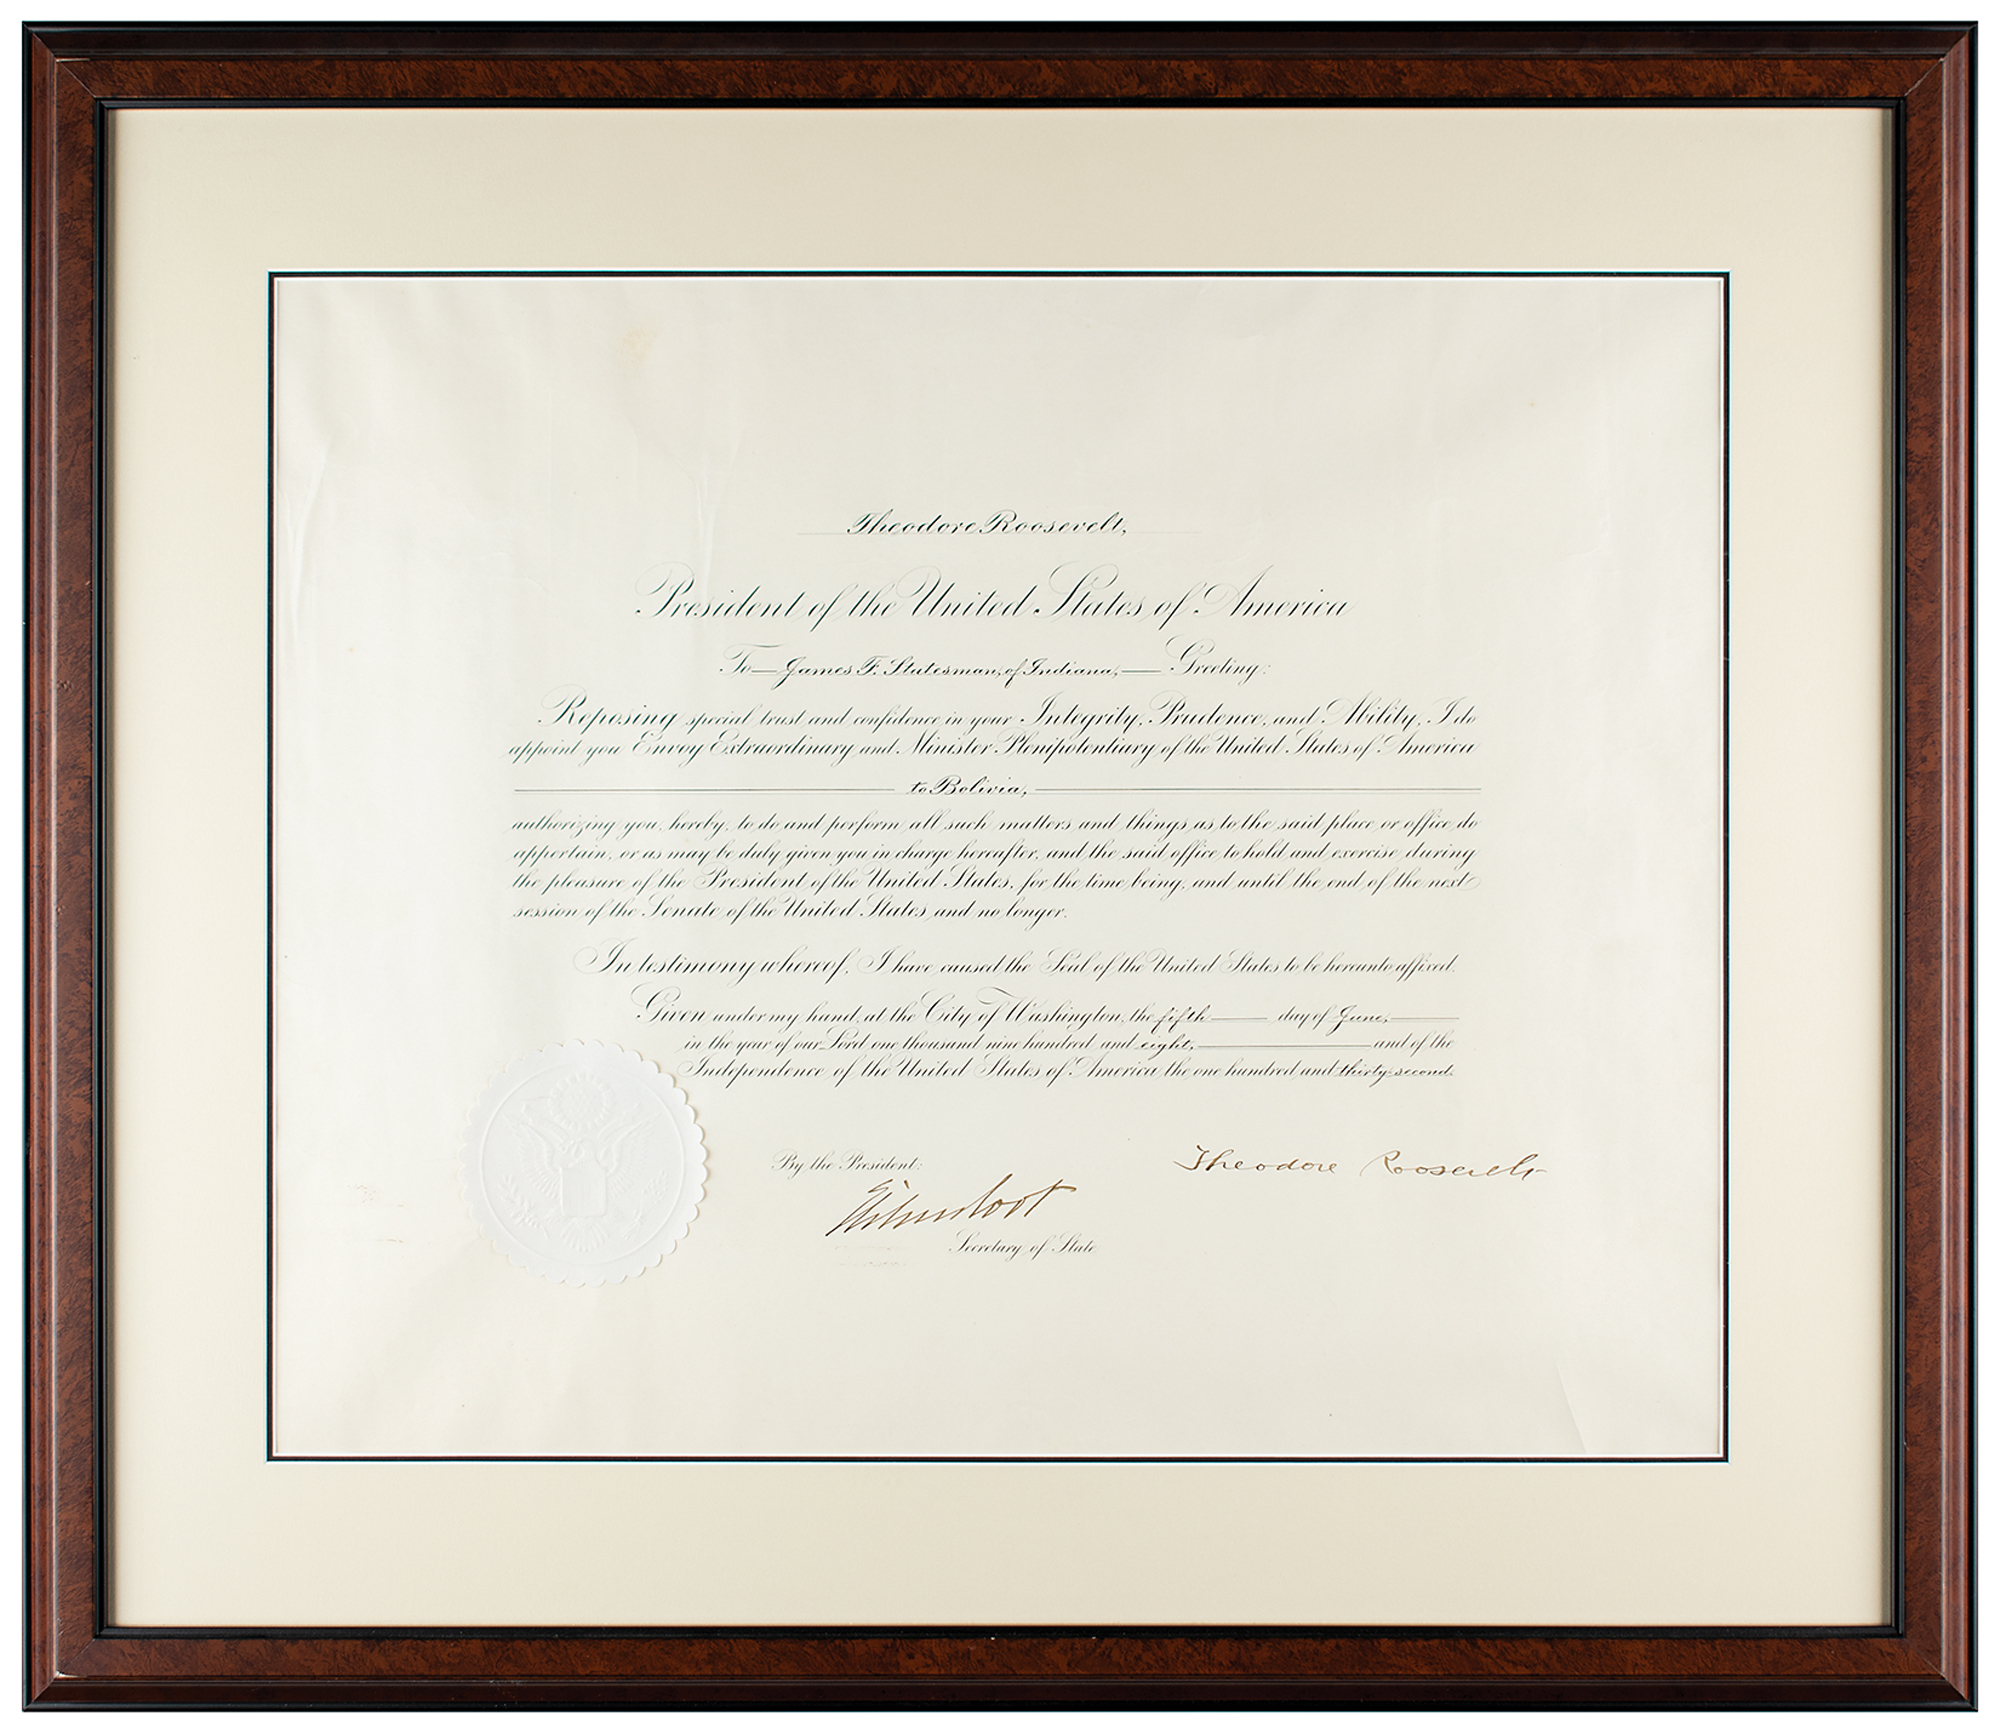 Theodore Roosevelt,
President of the United States of America
To James F. Statesman, of Indiana, Greeting:
Reposing special trust and confidence in your Integrity, Prudence, and Ability, I do
appoint you Envoy Extraordinary and Minister Plenipotentiary of the United States of America
to Bolivia,
authorizing you, hereby, to do and perform all such matters and things as to the said place or office do
appertain, or as may be duly given you in charge hereafter, and the said office to hold and exercise during
the pleasure of the President of the United States, for the time being, and until the end of the next
session of the Senate of the United States and no longer.
In testimony whereof, I have caused the Seal of the United States to be hereunto affixed.
Given under my hand, at the City of Washington, the fifth day of June,
in the year of our Lord one thousand nine hundred and eight, and of the
Independence of the United States of America the one hundred and thirty-second.
By the President:
Theodore Roosevelt
Elihu Root
Secretary of State